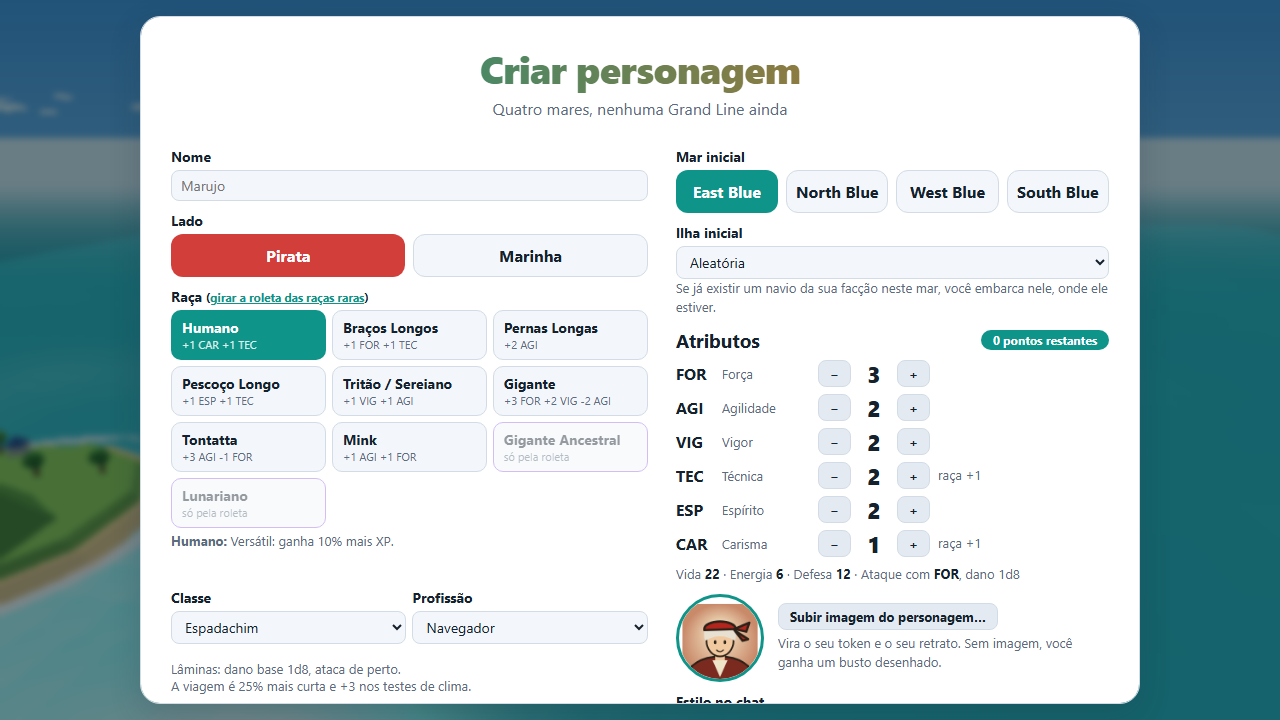 Criar personagem
Quatro mares, nenhuma Grand Line ainda
Nome
Marujo
Lado
Pirata
Marinha
Raça (girar a roleta das raças raras)
Humano
+1 CAR +1 TEC
Braços Longos
+1 FOR +1 TEC
Pernas Longas
+2 AGI
Pescoço Longo
+1 ESP +1 TEC
Tritão / Sereiano
+1 VIG +1 AGI
Gigante
+3 FOR +2 VIG -2 AGI
Tontatta
+3 AGI -1 FOR
Mink
+1 AGI +1 FOR
Gigante Ancestral
só pela roleta
Lunariano
só pela roleta
Humano: Versátil: ganha 10% mais XP.
Classe
Espadachim
Profissão
Navegador
Lâminas: dano base 1d8, ataca de perto.
A viagem é 25% mais curta e +3 nos testes de clima.
Mar inicial
East Blue
North Blue
West Blue
South Blue
Ilha inicial
Aleatória
Se já existir um navio da sua facção neste mar, você embarca nele, onde ele
estiver.
Atributos
0 pontos restantes
FOR Força − 3 +
AGI Agilidade − 2 +
VIG Vigor − 2 +
TEC Técnica − 2 + raça +1
ESP Espírito − 2 +
CAR Carisma − 1 + raça +1
Vida 22 · Energia 6 · Defesa 12 · Ataque com FOR, dano 1d8
Subir imagem do personagem...
Vira o seu token e o seu retrato. Sem imagem, você
ganha um busto desenhado.
Estilo no chat